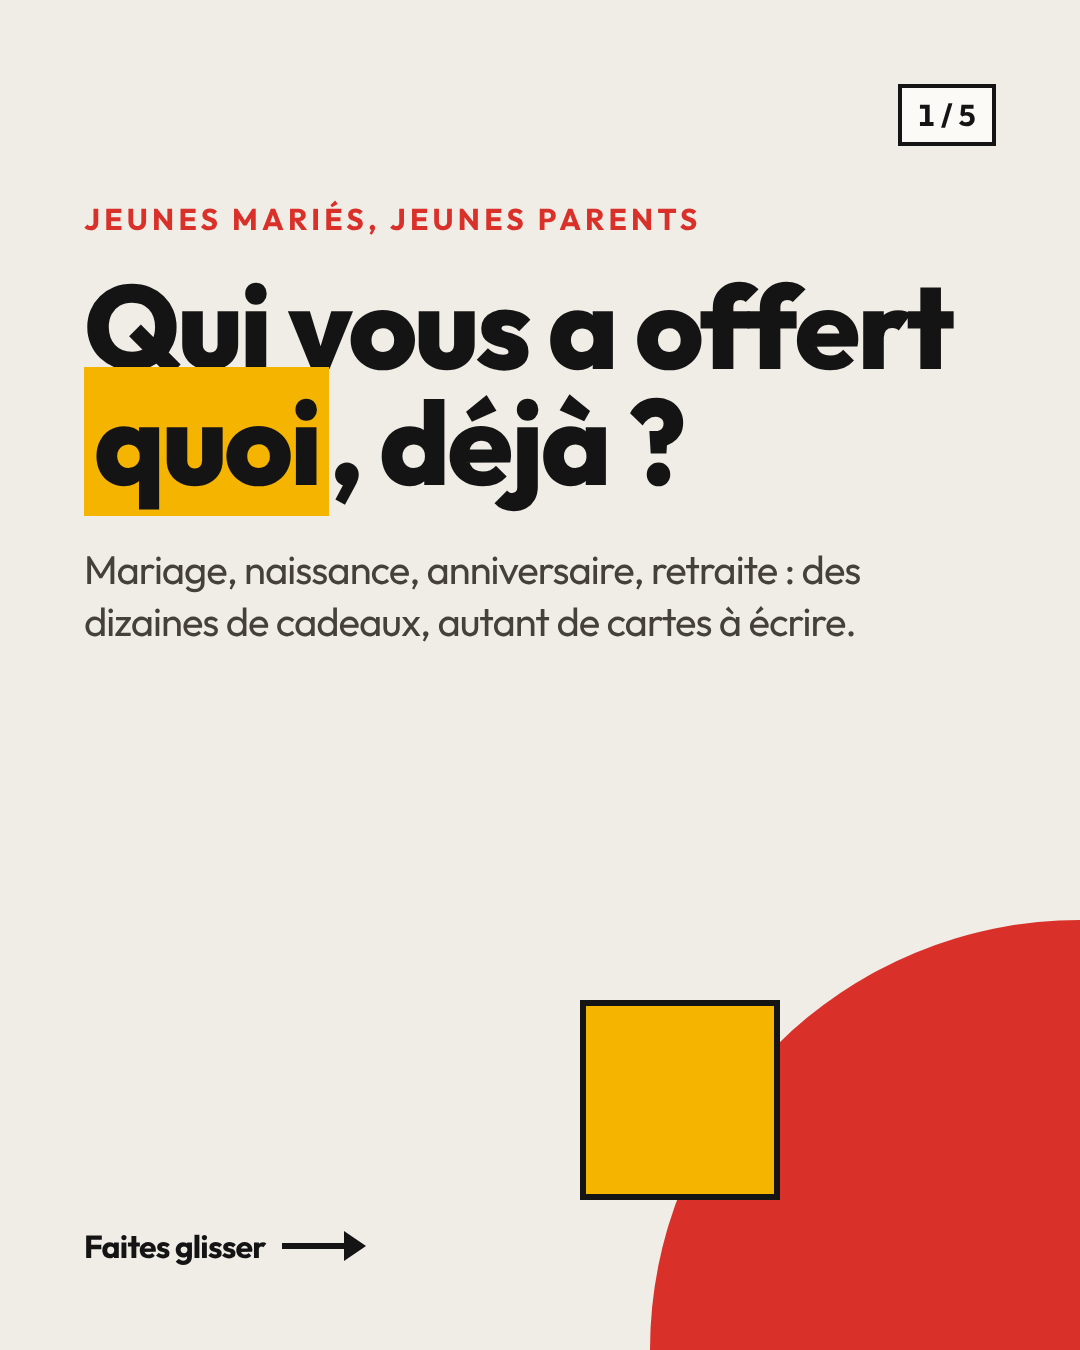 1 / 5
JEUNES MARIÉS, JEUNES PARENTS
Qui vous a offert
quoi, déjà ?
Mariage, naissance, anniversaire, retraite : des
dizaines de cadeaux, autant de cartes à écrire.
Faites glisser